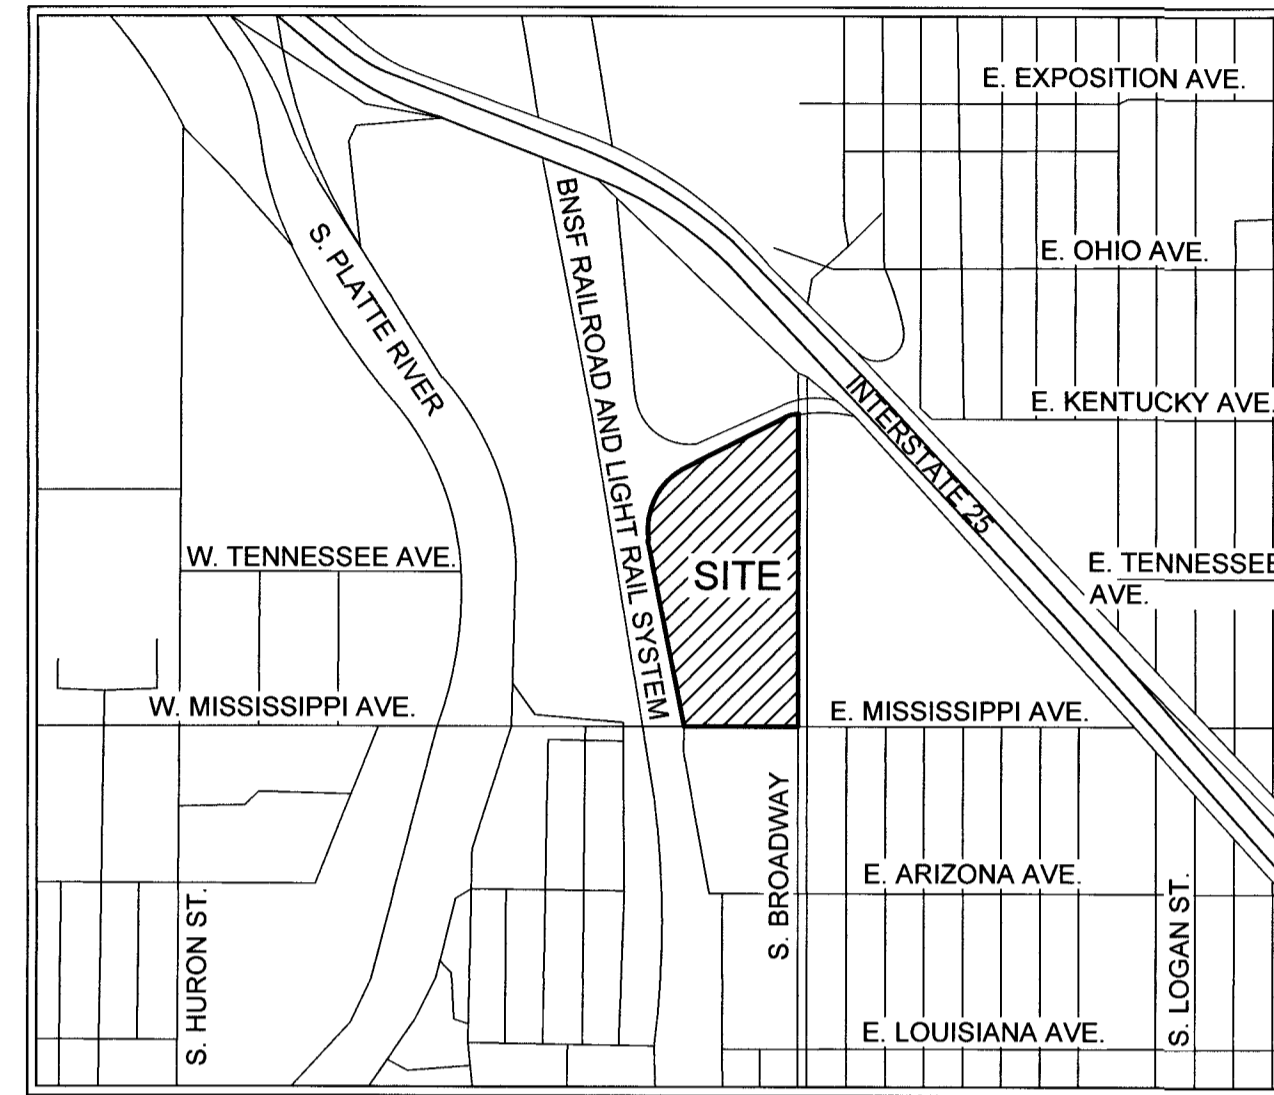 E. EXPOSITION AVE.
E. OHIO AVE.
S. PLATTE RIVER
BNSF RAILROAD AND LIGHT RAIL SYSTEM
INTERSTATE 25
E. KENTUCKY AVE.
W. TENNESSEE AVE.
SITE
E. TENNESSEE
AVE.
W. MISSISSIPPI AVE.
E. MISSISSIPPI AVE.
S. BROADWAY
E. ARIZONA AVE.
S. HURON ST.
S. LOGAN ST.
E. LOUISIANA AVE.